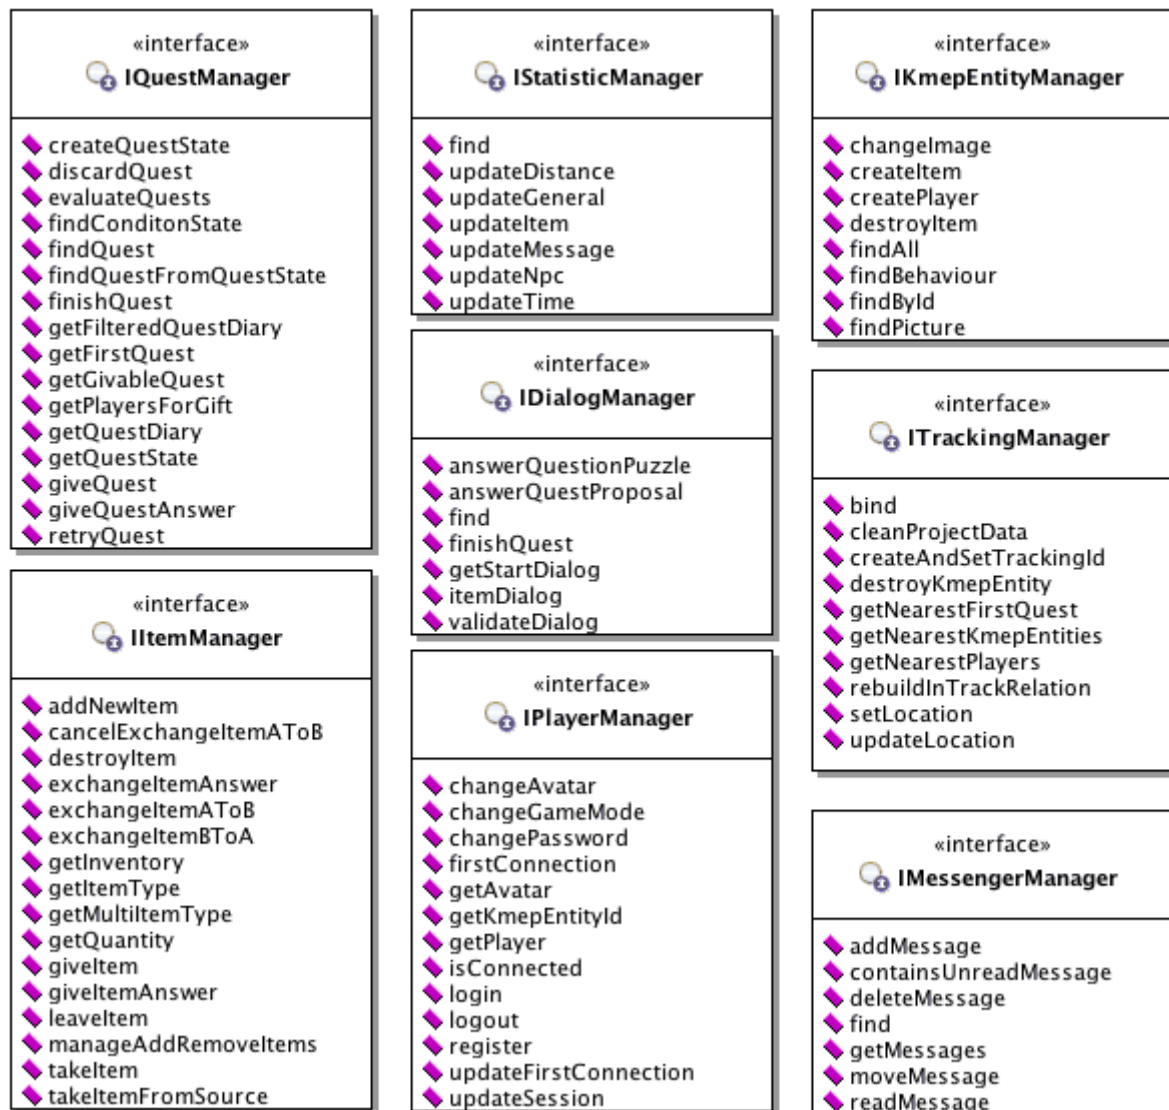 «interface»
IQuestManager
createQuestState
discardQuest
evaluateQuests
findConditonState
findQuest
findQuestFromQuestState
finishQuest
getFilteredQuestDiary
getFirstQuest
getGivableQuest
getPlayersForGift
getQuestDiary
getQuestState
giveQuest
giveQuestAnswer
retryQuest
«interface»
IItemManager
addNewItem
cancelExchangeItemAToB
destroyItem
exchangeItemAnswer
exchangeItemAToB
exchangeItemBToA
getInventory
getItemType
getMultiItemType
getQuantity
giveItem
giveItemAnswer
leaveItem
manageAddRemoveItems
takeItem
takeItemFromSource
«interface»
IStatisticManager
find
updateDistance
updateGeneral
updateItem
updateMessage
updateNpc
updateTime
«interface»
IDialogManager
answerQuestionPuzzle
answerQuestProposal
find
finishQuest
getStartDialog
itemDialog
validateDialog
«interface»
IPlayerManager
changeAvatar
changeGameMode
changePassword
firstConnection
getAvatar
getKmepEntityId
getPlayer
isConnected
login
logout
register
updateFirstConnection
updateSession
«interface»
IKmepEntityManager
changeImage
createItem
createPlayer
destroyItem
findAll
findBehaviour
findById
findPicture
«interface»
ITrackingManager
bind
cleanProjectData
createAndSetTrackingId
destroyKmepEntity
getNearestFirstQuest
getNearestKmepEntities
getNearestPlayers
rebuildInTrackRelation
setLocation
updateLocation
«interface»
IMessengerManager
addMessage
containsUnreadMessage
deleteMessage
find
getMessages
moveMessage
readMessage